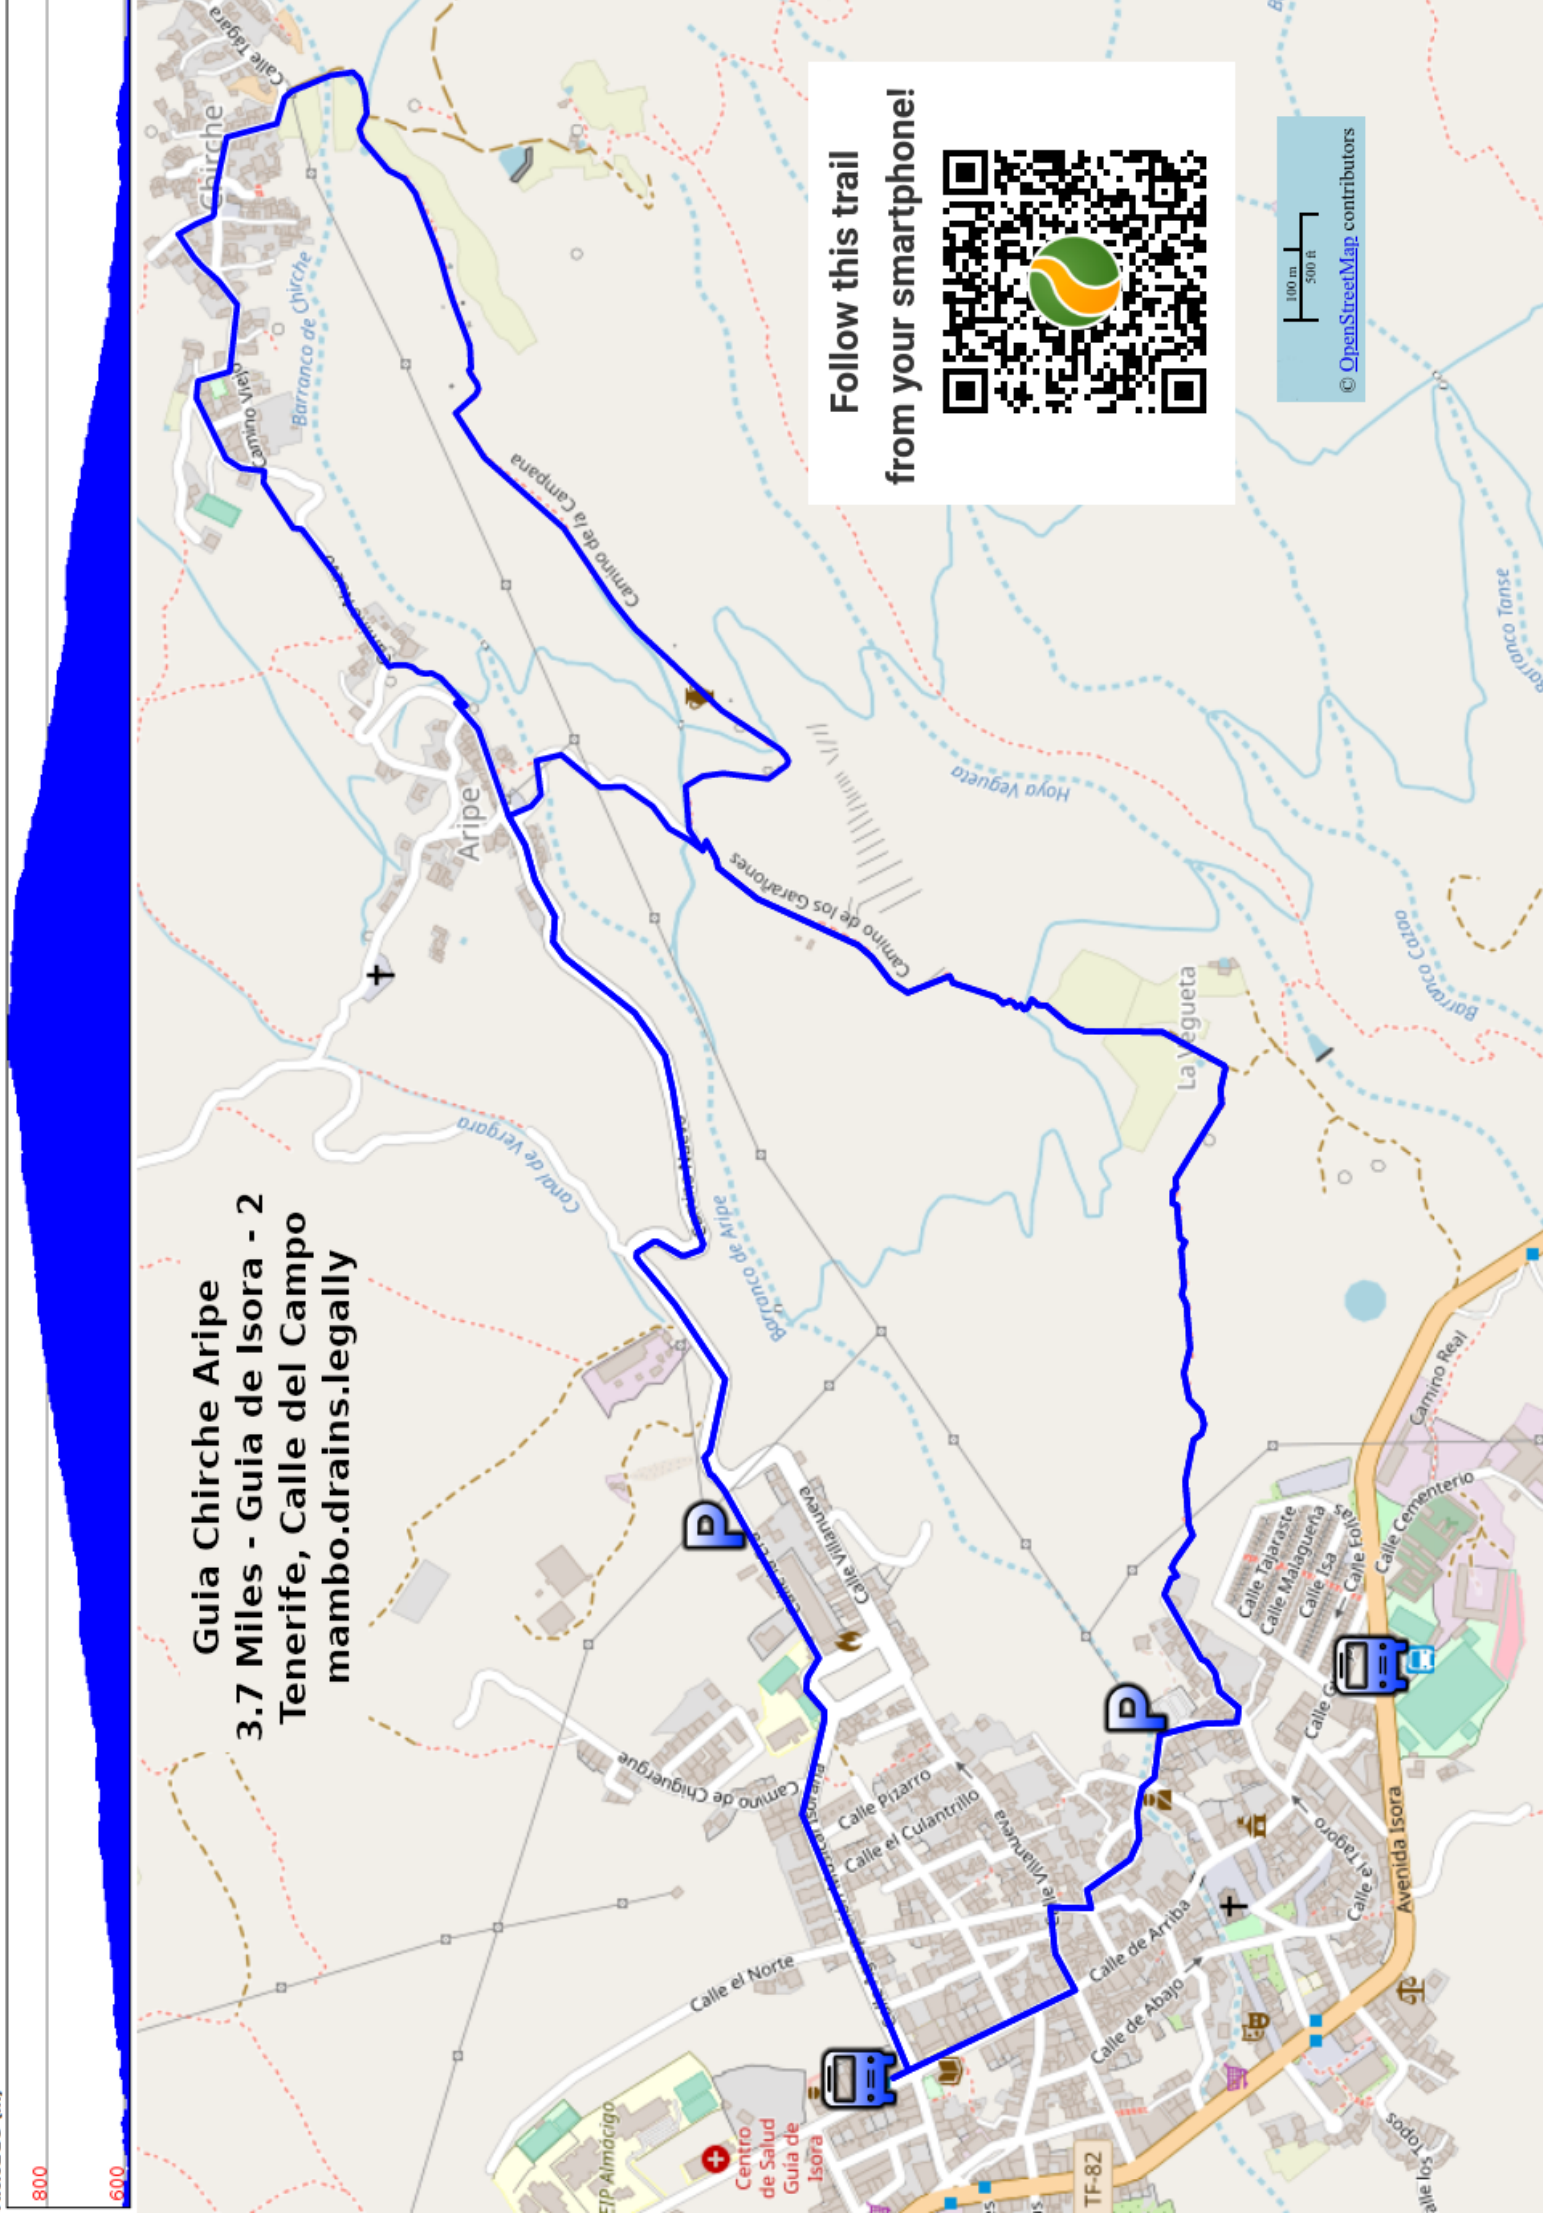 800
600
Guia Chirche Aripe
3.7 Miles - Guia de Isora - 2
Tenerife, Calle del Campo
mambo.drains.legally
Follow this trail
from your smartphone!
100 m
500 ft
© OpenStreetMap contributors
Calle Tágara
Chirche
Barranco de Chirche
Camino Viejo
Camino de la Campana
Aripe
Camino de los Garañones
Hoya Vegueta
Barranco Tanse
Barranco Cozao
La Vegueta
Canal de Vergara
Barranco de Aripe
Calle Villanueva
Camino de Chiguergue
Calle Pizarro
Calle el Culantrillo
Calle Villanueva
Calle el Norte
Calle de Arriba
Calle de Abajo
Calle Tajaraste
Calle Malagueña
Calle Isa
Calle Folías
Calle Cementerio
Camino Real
Calle el Tagoro
Avenida Isora
Centro
de Salud
Guía de
Isora
TF-82
P
P